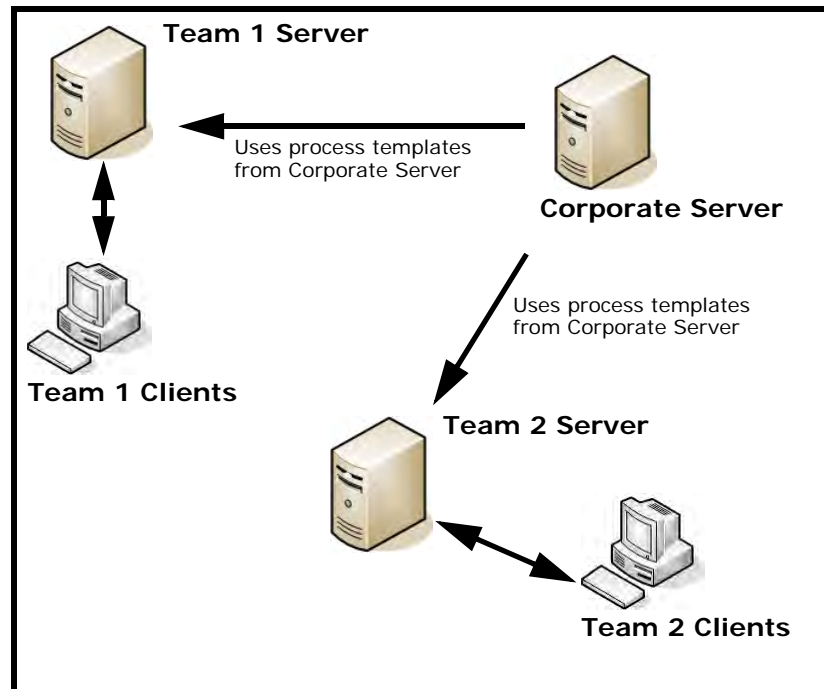 Team 1 Server
Uses process templates
from Corporate Server
Corporate Server
Team 1 Clients
Uses process templates
from Corporate Server
Team 2 Server
Team 2 Clients